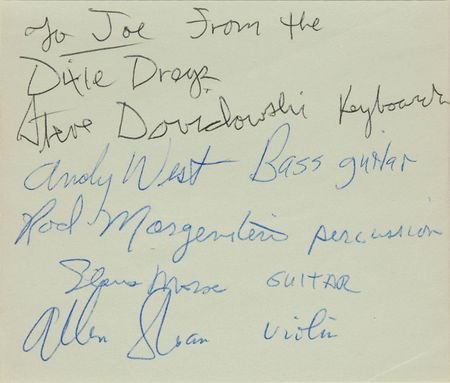 To Joe From the
Dixie Dregs
Steve Davidowski Keyboards
Andy West Bass guitar
Rod Morgenstein percussion
Steve Morse GUITAR
Allen Sloan violin